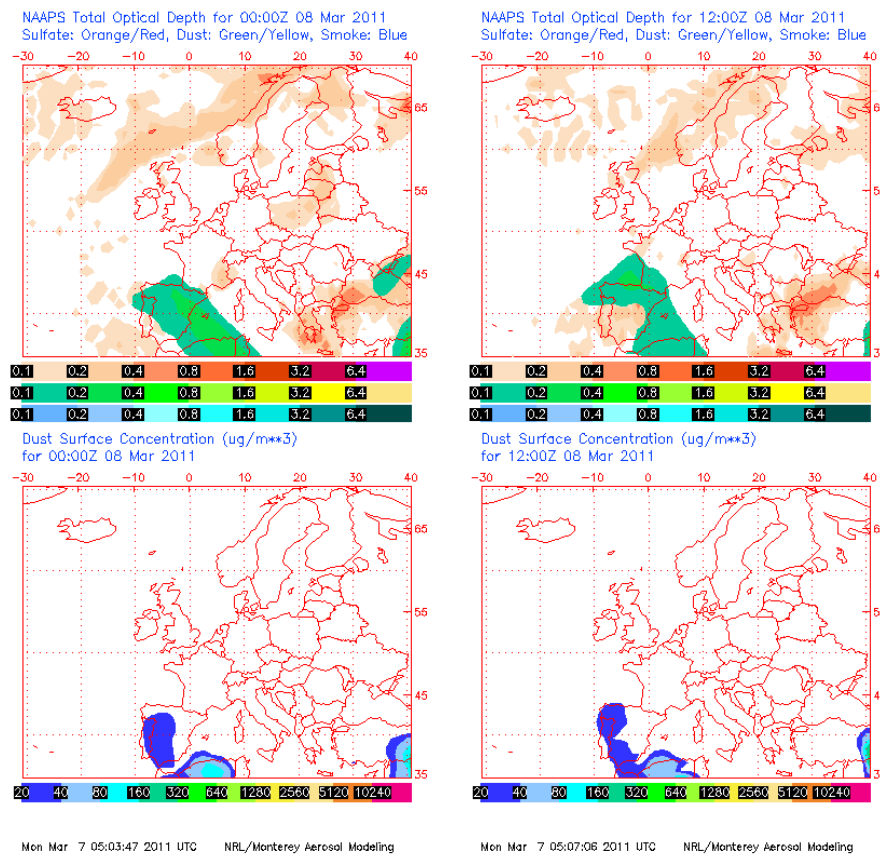 NAAPS Total Optical Depth for 00:00Z 08 Mar 2011
Sulfate: Orange/Red, Dust: Green/Yellow, Smoke: Blue
-30 -20 -10 0 10 20 30 40
65
55
45
35
0.1 0.2 0.4 0.8 1.6 3.2 6.4
0.1 0.2 0.4 0.8 1.6 3.2 6.4
0.1 0.2 0.4 0.8 1.6 3.2 6.4
NAAPS Total Optical Depth for 12:00Z 08 Mar 2011
Sulfate: Orange/Red, Dust: Green/Yellow, Smoke: Blue
-30 -20 -10 0 10 20 30 40
6
5
4
3
0.1 0.2 0.4 0.8 1.6 3.2 6.4
0.1 0.2 0.4 0.8 1.6 3.2 6.4
0.1 0.2 0.4 0.8 1.6 3.2 6.4
Dust Surface Concentration (ug/m**3)
for 00:00Z 08 Mar 2011
-30 -20 -10 0 10 20 30 40
65
55
45
35
20 40 80 160 320 640 1280 2560 5120 10240
Mon Mar 7 05:03:47 2011 UTC NRL/Monterey Aerosol Modeling
Dust Surface Concentration (ug/m**3)
for 12:00Z 08 Mar 2011
-30 -20 -10 0 10 20 30 40
6
5
4
3
20 40 80 160 320 640 1280 2560 5120 10240
Mon Mar 7 05:07:06 2011 UTC NRL/Monterey Aerosol Modeling